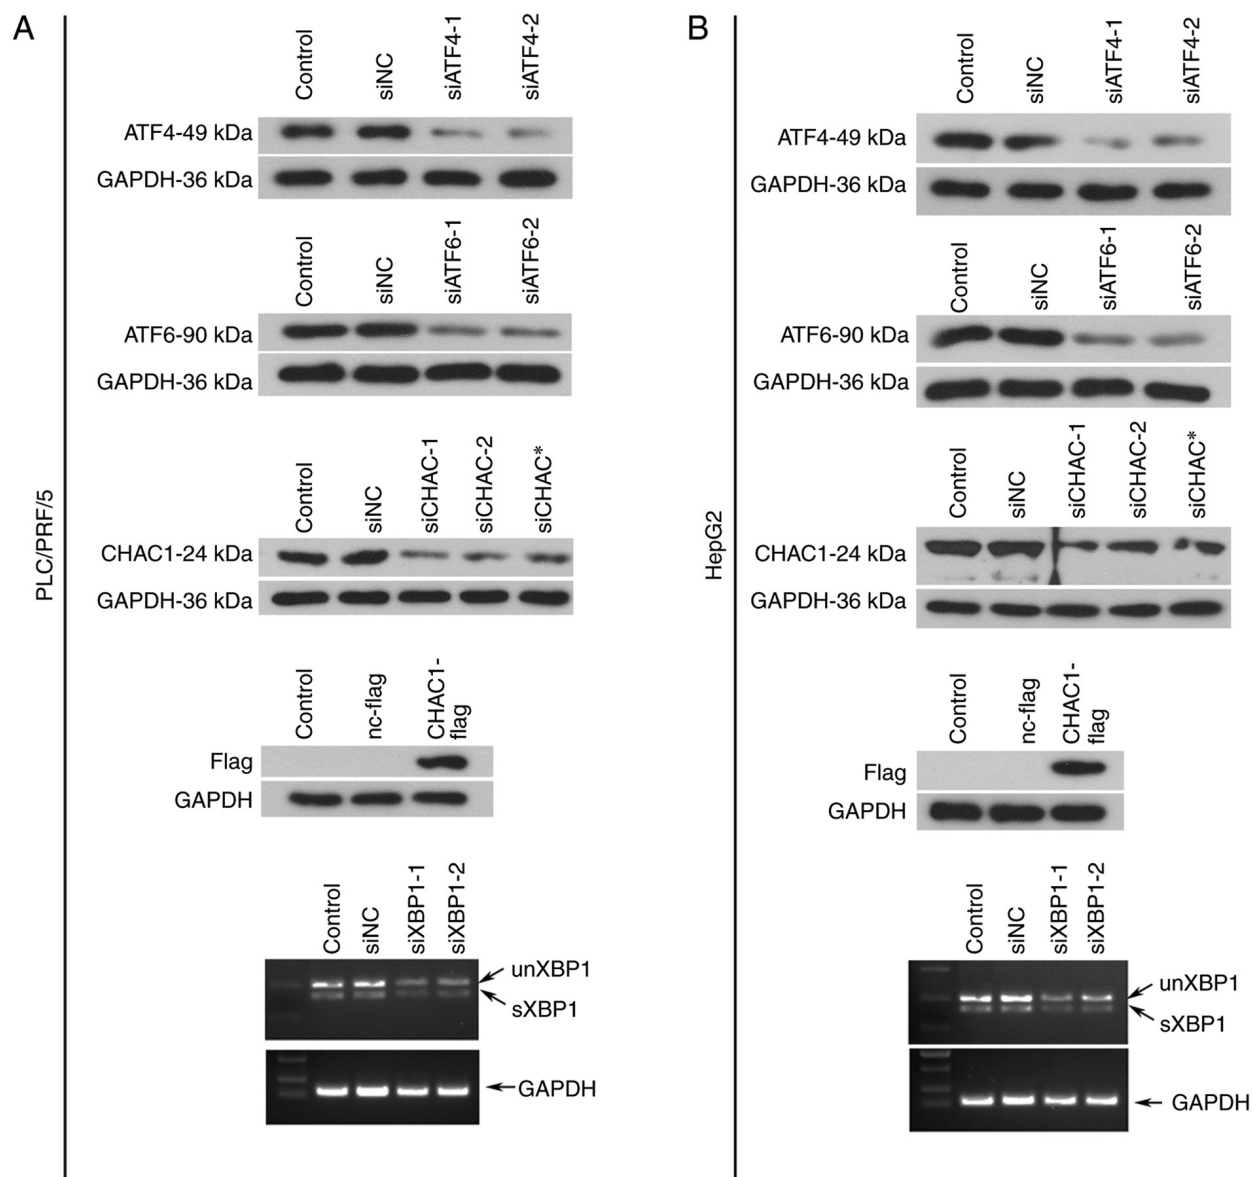 A
PLC/PRF/5
Control siNC siATF4-1 siATF4-2
ATF4-49 kDa
GAPDH-36 kDa
Control siNC siATF6-1 siATF6-2
ATF6-90 kDa
GAPDH-36 kDa
Control siNC siCHAC-1 siCHAC-2 siCHAC*
CHAC1-24 kDa
GAPDH-36 kDa
Control nc-flag CHAC1-
flag
Flag
GAPDH
Control siNC siXBP1-1 siXBP1-2
unXBP1
sXBP1
GAPDH
B
HepG2
Control siNC siATF4-1 siATF4-2
ATF4-49 kDa
GAPDH-36 kDa
Control siNC siATF6-1 siATF6-2
ATF6-90 kDa
GAPDH-36 kDa
Control siNC siCHAC-1 siCHAC-2 siCHAC*
CHAC1-24 kDa
GAPDH-36 kDa
Control nc-flag CHAC1-
flag
Flag
GAPDH
Control siNC siXBP1-1 siXBP1-2
unXBP1
sXBP1
GAPDH